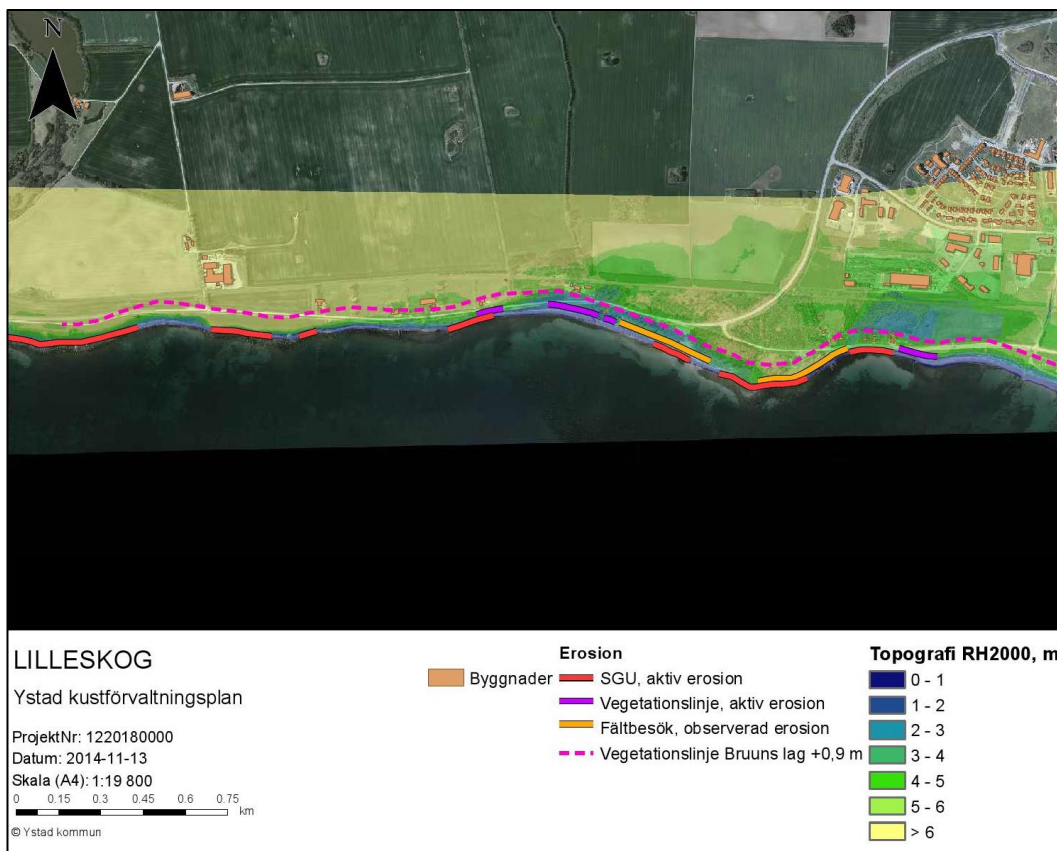 N
LILLESKOG
Ystad kustförvaltningsplan
ProjektNr: 1220180000
Datum: 2014-11-13
Skala (A4): 1:19 800
0 0.15 0.3 0.45 0.6 0.75
km
© Ystad kommun
Byggnader
Erosion
SGU, aktiv erosion
Vegetationslinje, aktiv erosion
Fältbesök, observerad erosion
Vegetationslinje Bruuns lag +0,9 m
Topografi RH2000, m
0 - 1
1 - 2
2 - 3
3 - 4
4 - 5
5 - 6
> 6